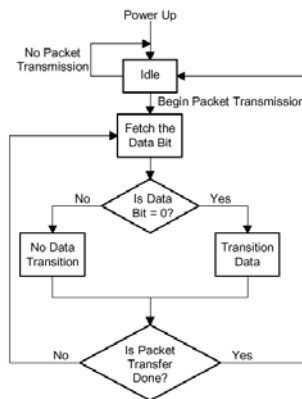 Power Up
No Packet
Transmission
Idle
Begin Packet Transmission
Fetch the
Data Bit
No
Is Data
Bit = 0?
Yes
No Data
Transition
Transition
Data
No
Is Packet
Transfer
Done?
Yes